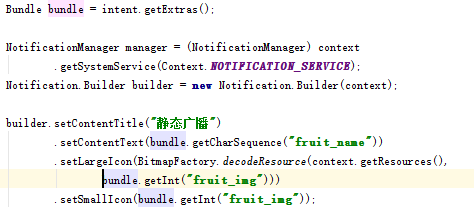 Bundle bundle = intent.getExtras();
NotificationManager manager = (NotificationManager) context
.getSystemService(Context.NOTIFICATION_SERVICE);
Notification.Builder builder = new Notification.Builder(context);
builder.setContentTitle("静态广播")
.setContentText(bundle.getCharSequence("fruit_name"))
.setLargeIcon(BitmapFactory.decodeResource(context.getResources(),
bundle.getInt("fruit_img")))
.setSmallIcon(bundle.getInt("fruit_img"));